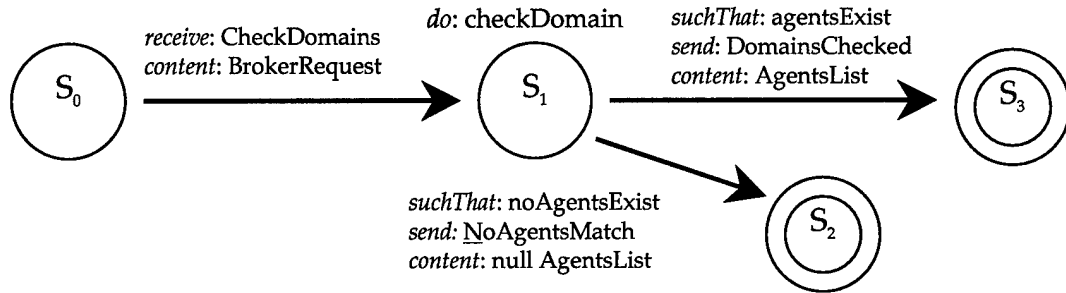 receive: CheckDomains
content: BrokerRequest
do: checkDomain
suchThat: agentsExist
send: DomainsChecked
content: AgentsList
S₀
S₁
S₃
suchThat: noAgentsExist
send: NoAgentsMatch
content: null AgentsList
S₂